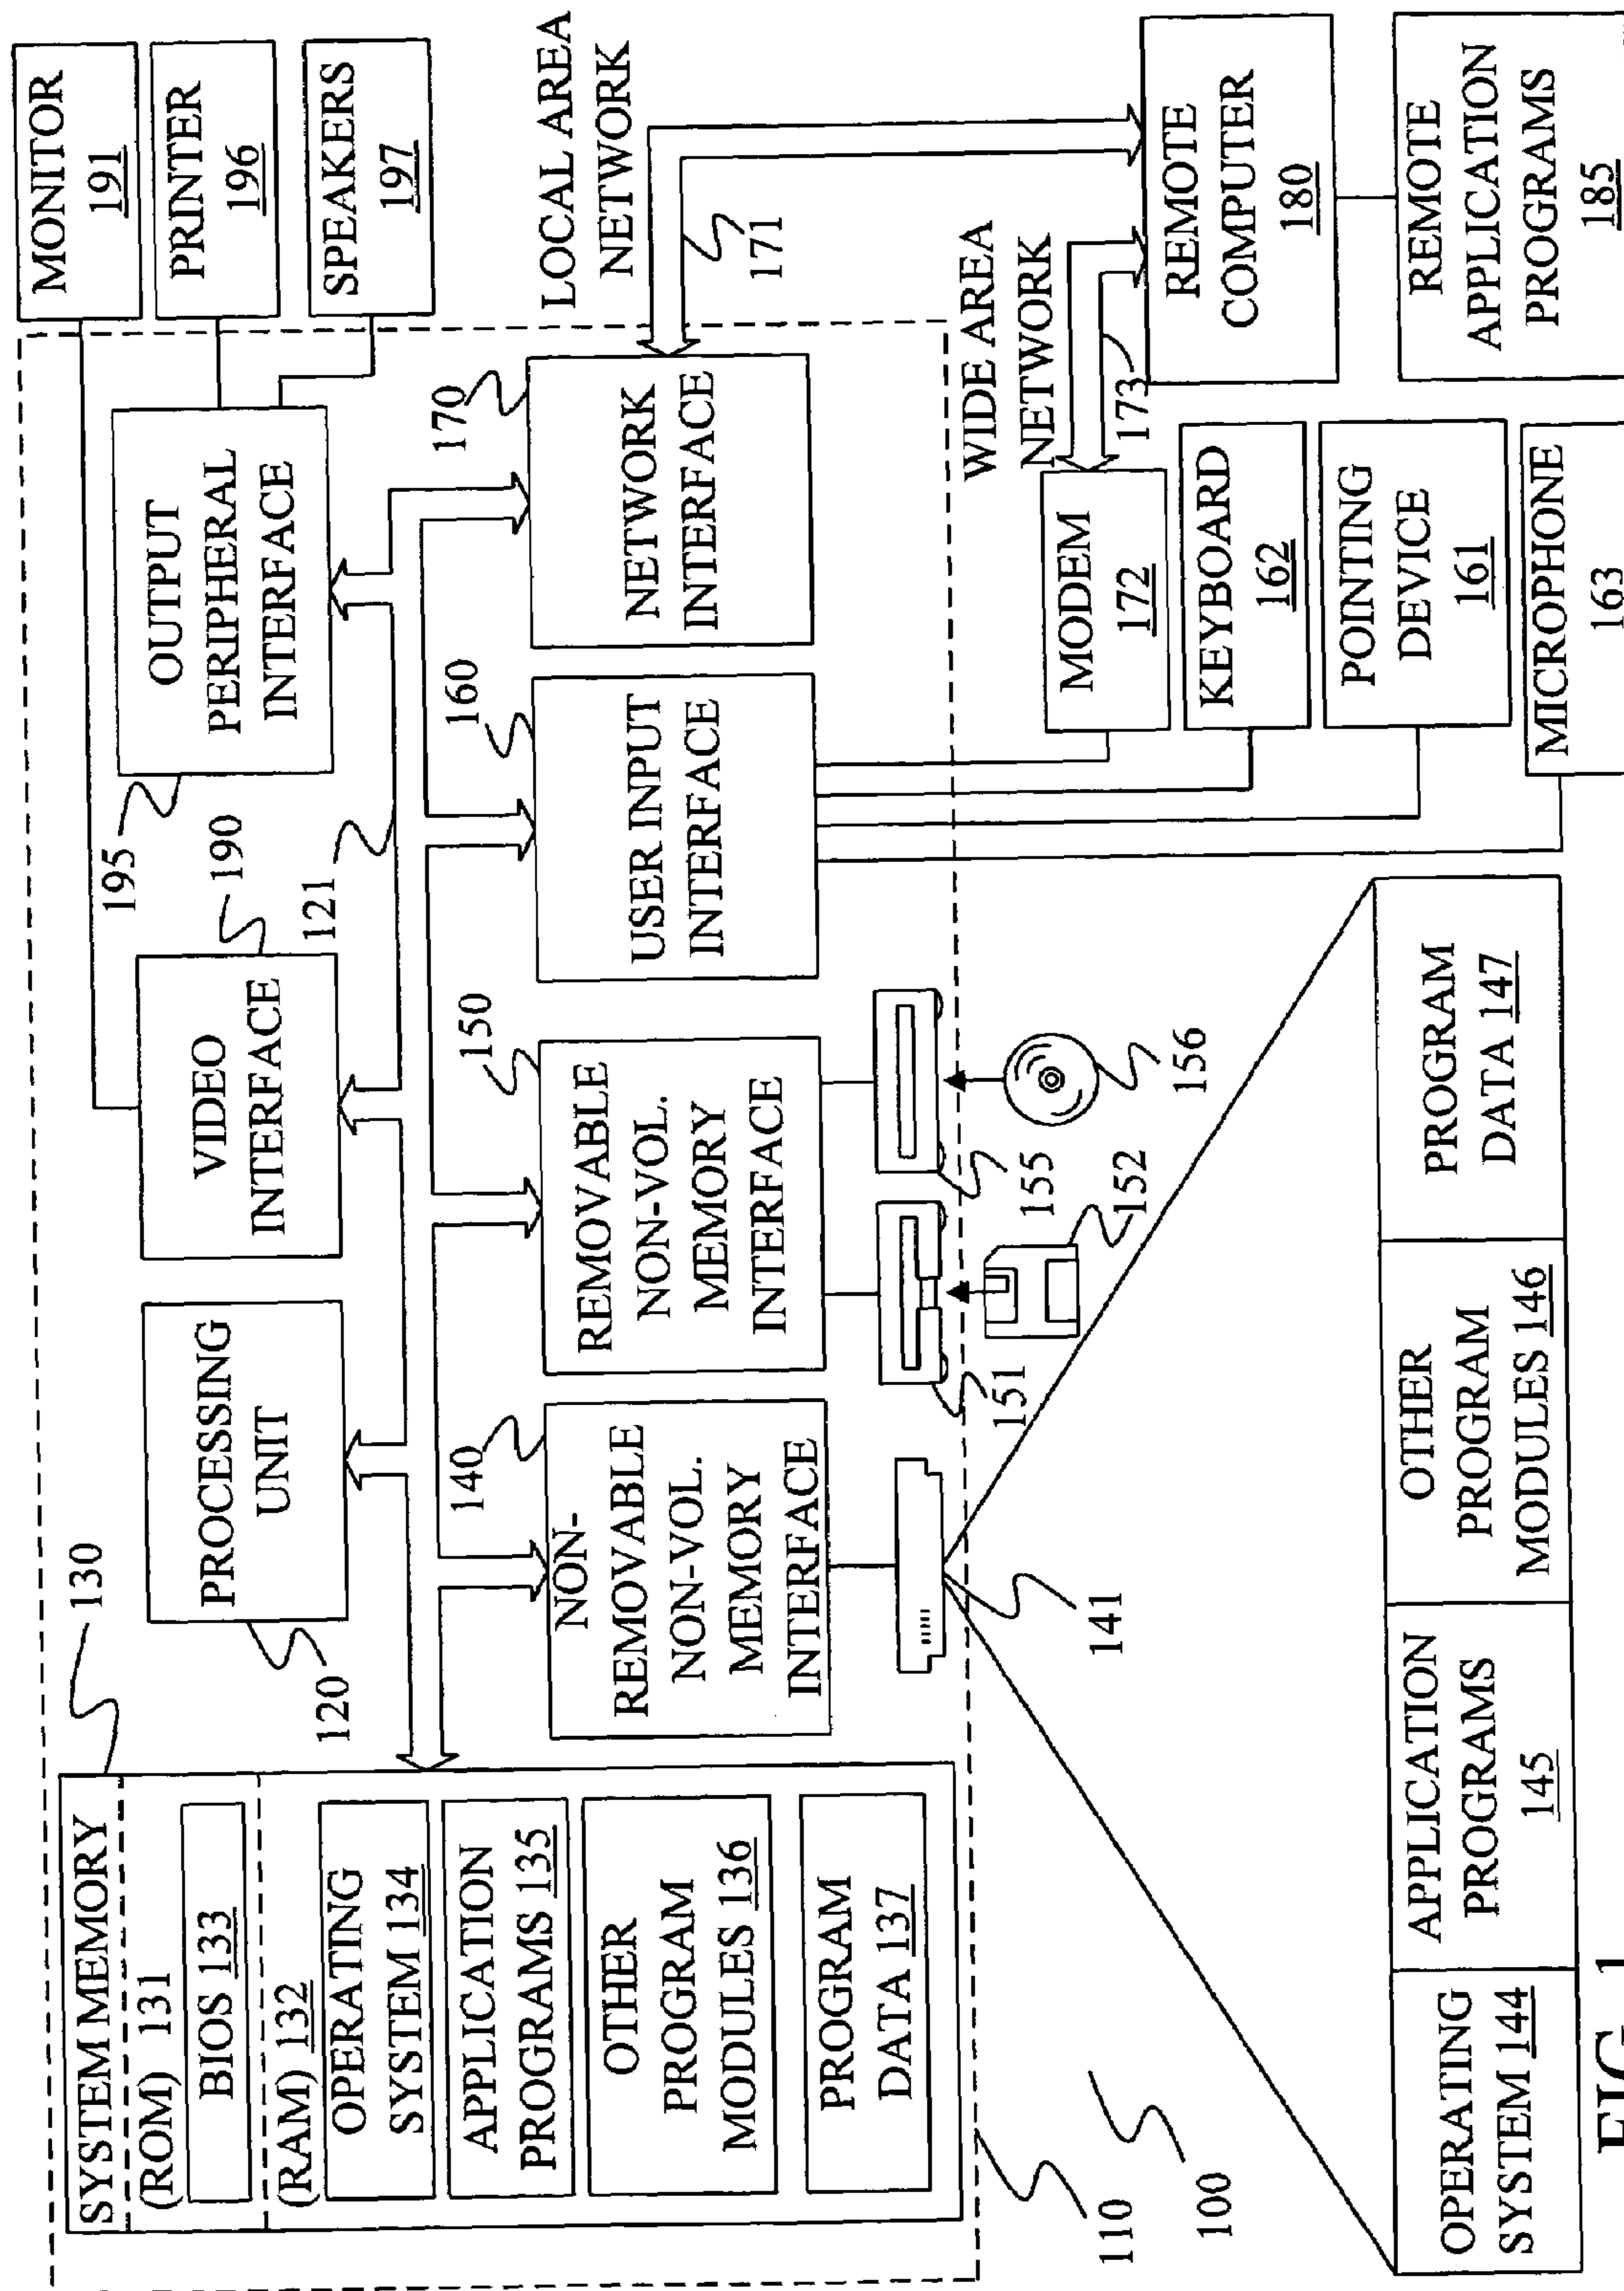 SYSTEM MEMORY
(ROM) 131
BIOS 133
(RAM) 132
OPERATING
SYSTEM 134
APPLICATION
PROGRAMS 135
OTHER
PROGRAM
MODULES 136
PROGRAM
DATA 137
130
PROCESSING
UNIT
120
VIDEO
INTERFACE
190
OUTPUT
PERIPHERAL
INTERFACE
195
121
MONITOR
191
PRINTER
196
SPEAKERS
197
NON-
REMOVABLE
NON-VOL.
MEMORY
INTERFACE
140
REMOVABLE
NON-VOL.
MEMORY
INTERFACE
150
USER INPUT
INTERFACE
160
NETWORK
INTERFACE
170
LOCAL AREA
NETWORK
171
WIDE AREA
NETWORK
173
141
151
152
155
156
MODEM
172
KEYBOARD
162
POINTING
DEVICE
161
MICROPHONE
163
REMOTE
COMPUTER
180
REMOTE
APPLICATION
PROGRAMS
185
110
100
OPERATING
SYSTEM 144
APPLICATION
PROGRAMS
145
OTHER
PROGRAM
MODULES 146
PROGRAM
DATA 147
FIG. 1